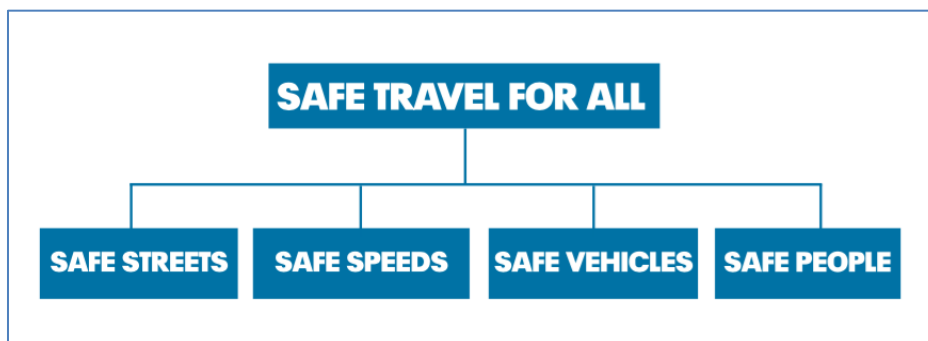 SAFE TRAVEL FOR ALL
SAFE STREETS
SAFE SPEEDS
SAFE VEHICLES
SAFE PEOPLE